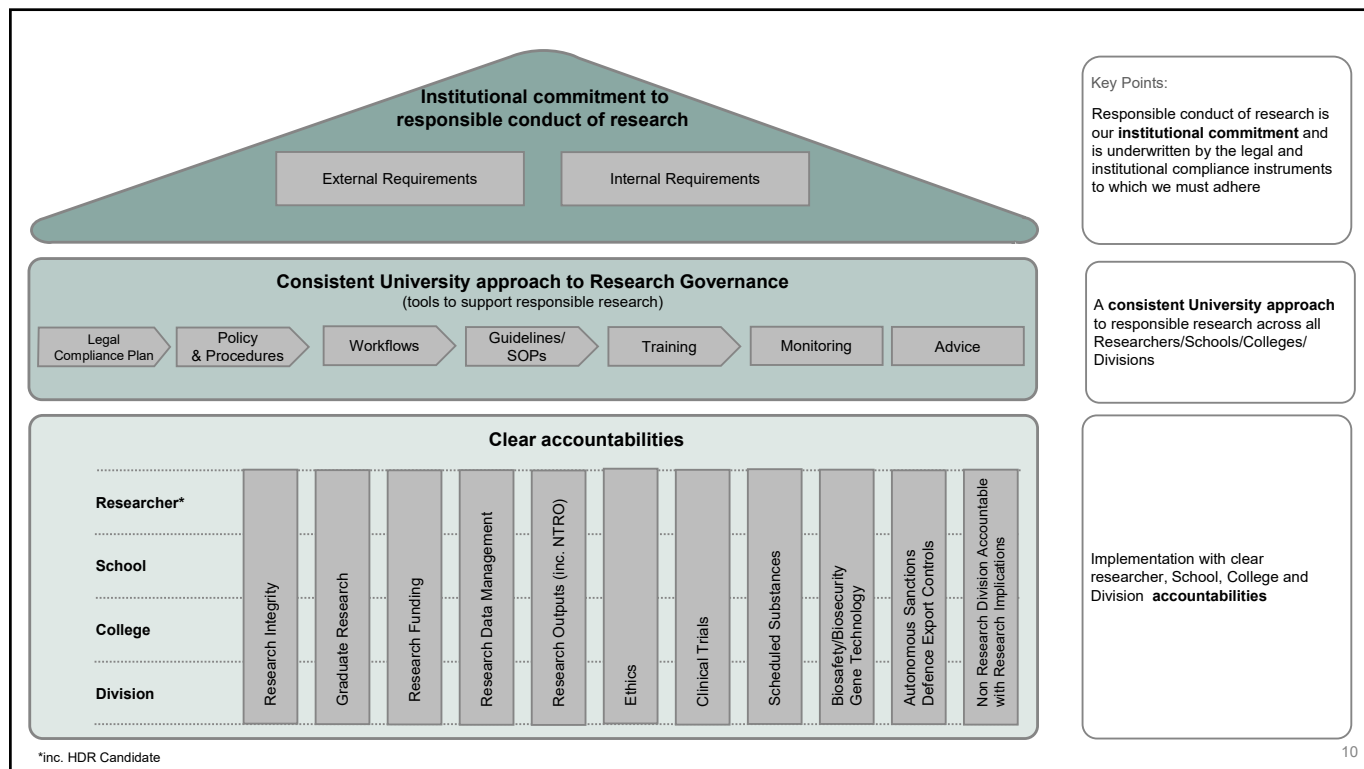 Institutional commitment to
responsible conduct of research
External Requirements
Internal Requirements
Key Points:
Responsible conduct of research is
our institutional commitment and
is underwritten by the legal and
institutional compliance instruments
to which we must adhere
Consistent University approach to Research Governance
(tools to support responsible research)
Legal
Compliance Plan
Policy
& Procedures
Workflows
Guidelines/
SOPs
Training
Monitoring
Advice
A consistent University approach
to responsible research across all
Researchers/Schools/Colleges/
Divisions
Clear accountabilities
Researcher*
School
College
Division
Research Integrity
Graduate Research
Research Funding
Research Data Management
Research Outputs (inc. NTRO)
Ethics
Clinical Trials
Scheduled Substances
Biosafety/Biosecurity
Gene Technology
Autonomous Sanctions
Defence Export Controls
Non Research Division Accountable
with Research Implications
Implementation with clear
researcher, School, College and
Division accountabilities
*inc. HDR Candidate
10